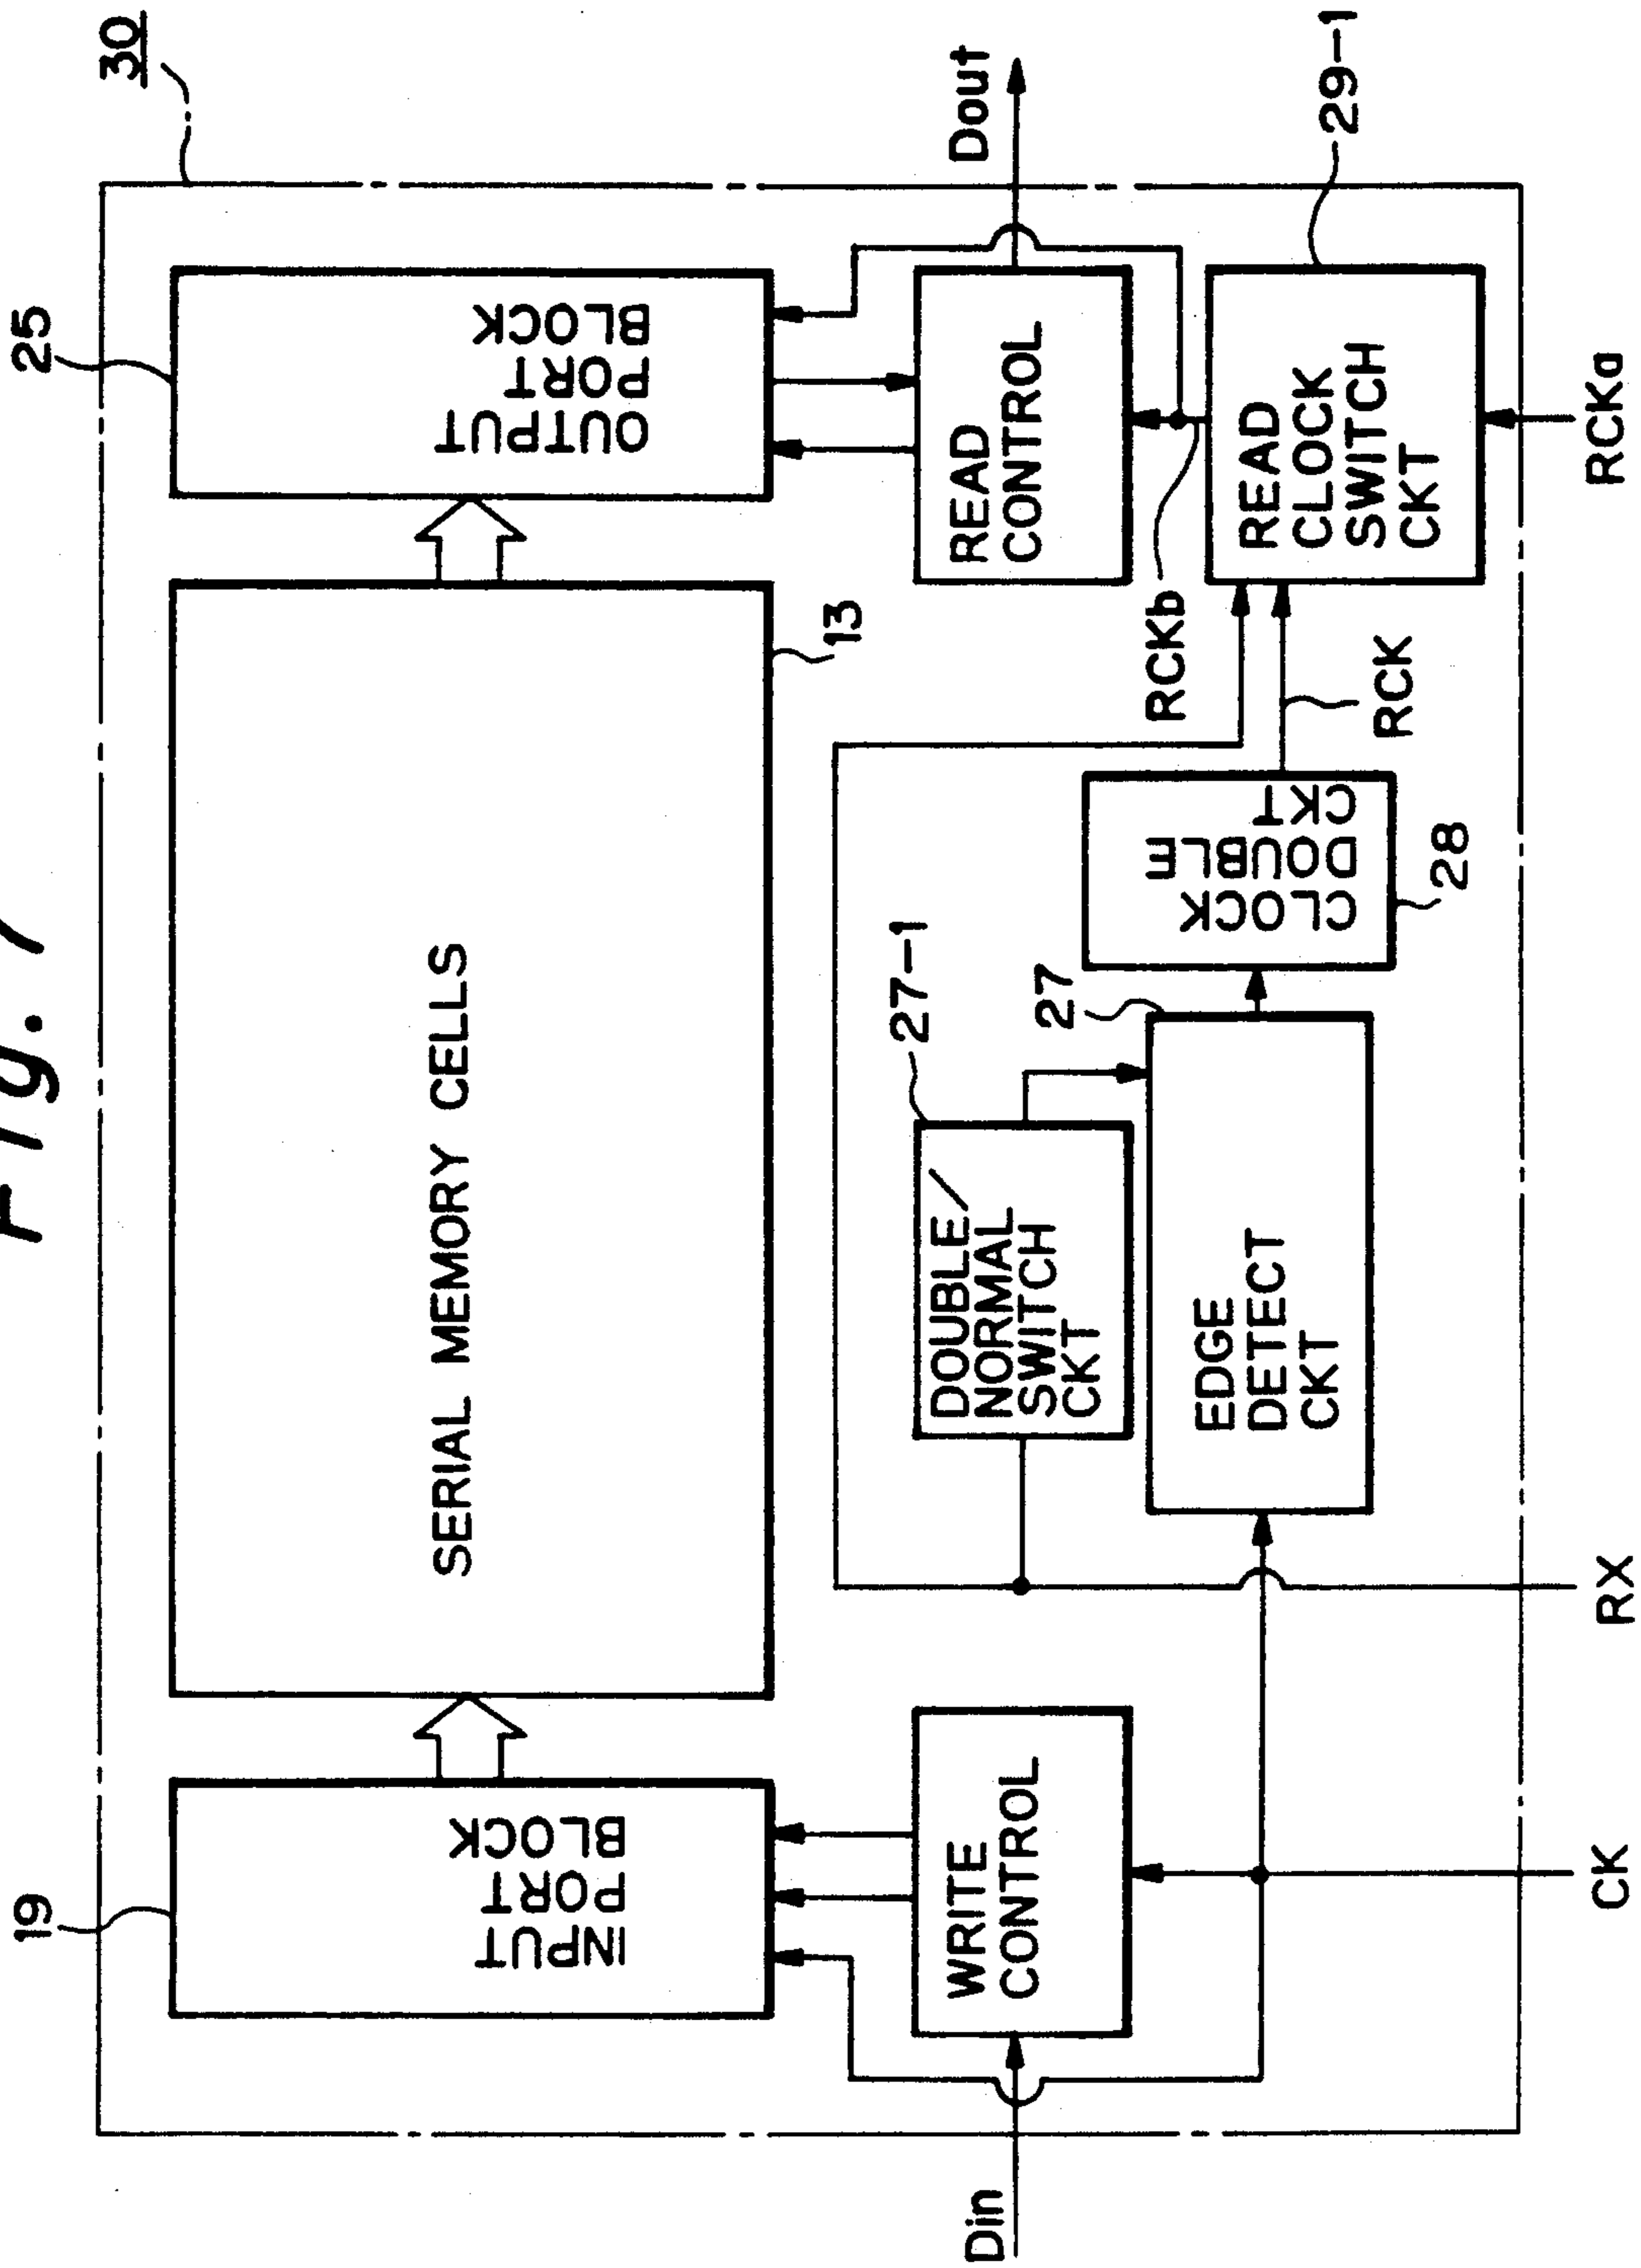 Fig. 7
30
19
25
INPUT
PORT
BLOCK
SERIAL MEMORY CELLS
OUTPUT
PORT
BLOCK
13
Din
WRITE
CONTROL
DOUBLE/
NORMAL
SWITCH
CKT
27-1
READ
CONTROL
Dout
EDGE
DETECT
CKT
27
CLOCK
DOUBLE
CKT
28
RCKb
RCK
READ
CLOCK
SWITCH
CKT
29-1
CK
RX
RCKa